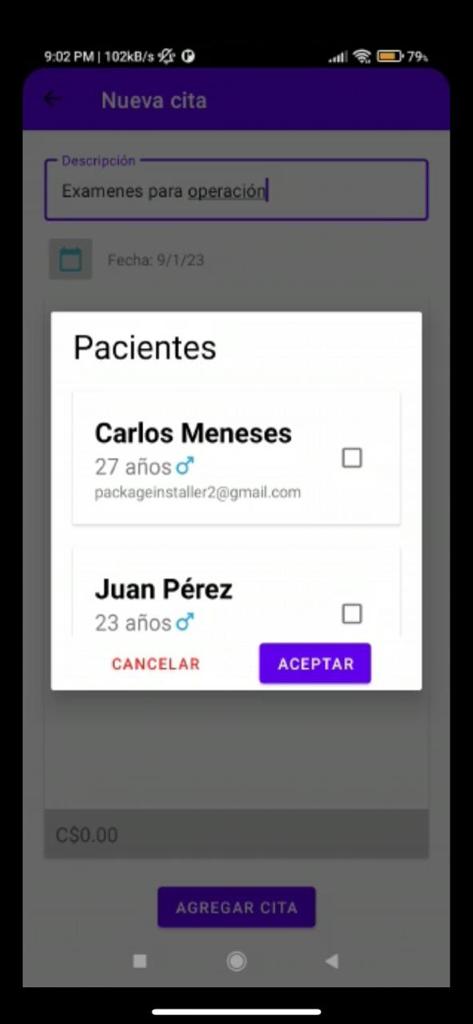 9:02 PM | 102kB/s
79%
Nueva cita
Descripción
Examenes para operación
Fecha: 9/1/23
Pacientes
Carlos Meneses
27 años
packageinstaller2@gmail.com
Juan Pérez
23 años
CANCELAR
ACEPTAR
C$0.00
AGREGAR CITA